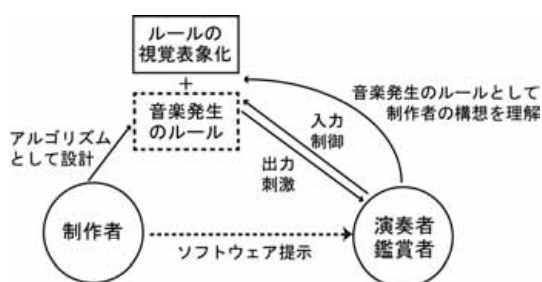 ルールの
視覚表象化
+
音楽発生
のルール
音楽発生のルールとして
制作者の構想を理解
入力
制御
アルゴリズム
として設計
出力
刺激
制作者
演奏者
鑑賞者
ソフトウェア提示